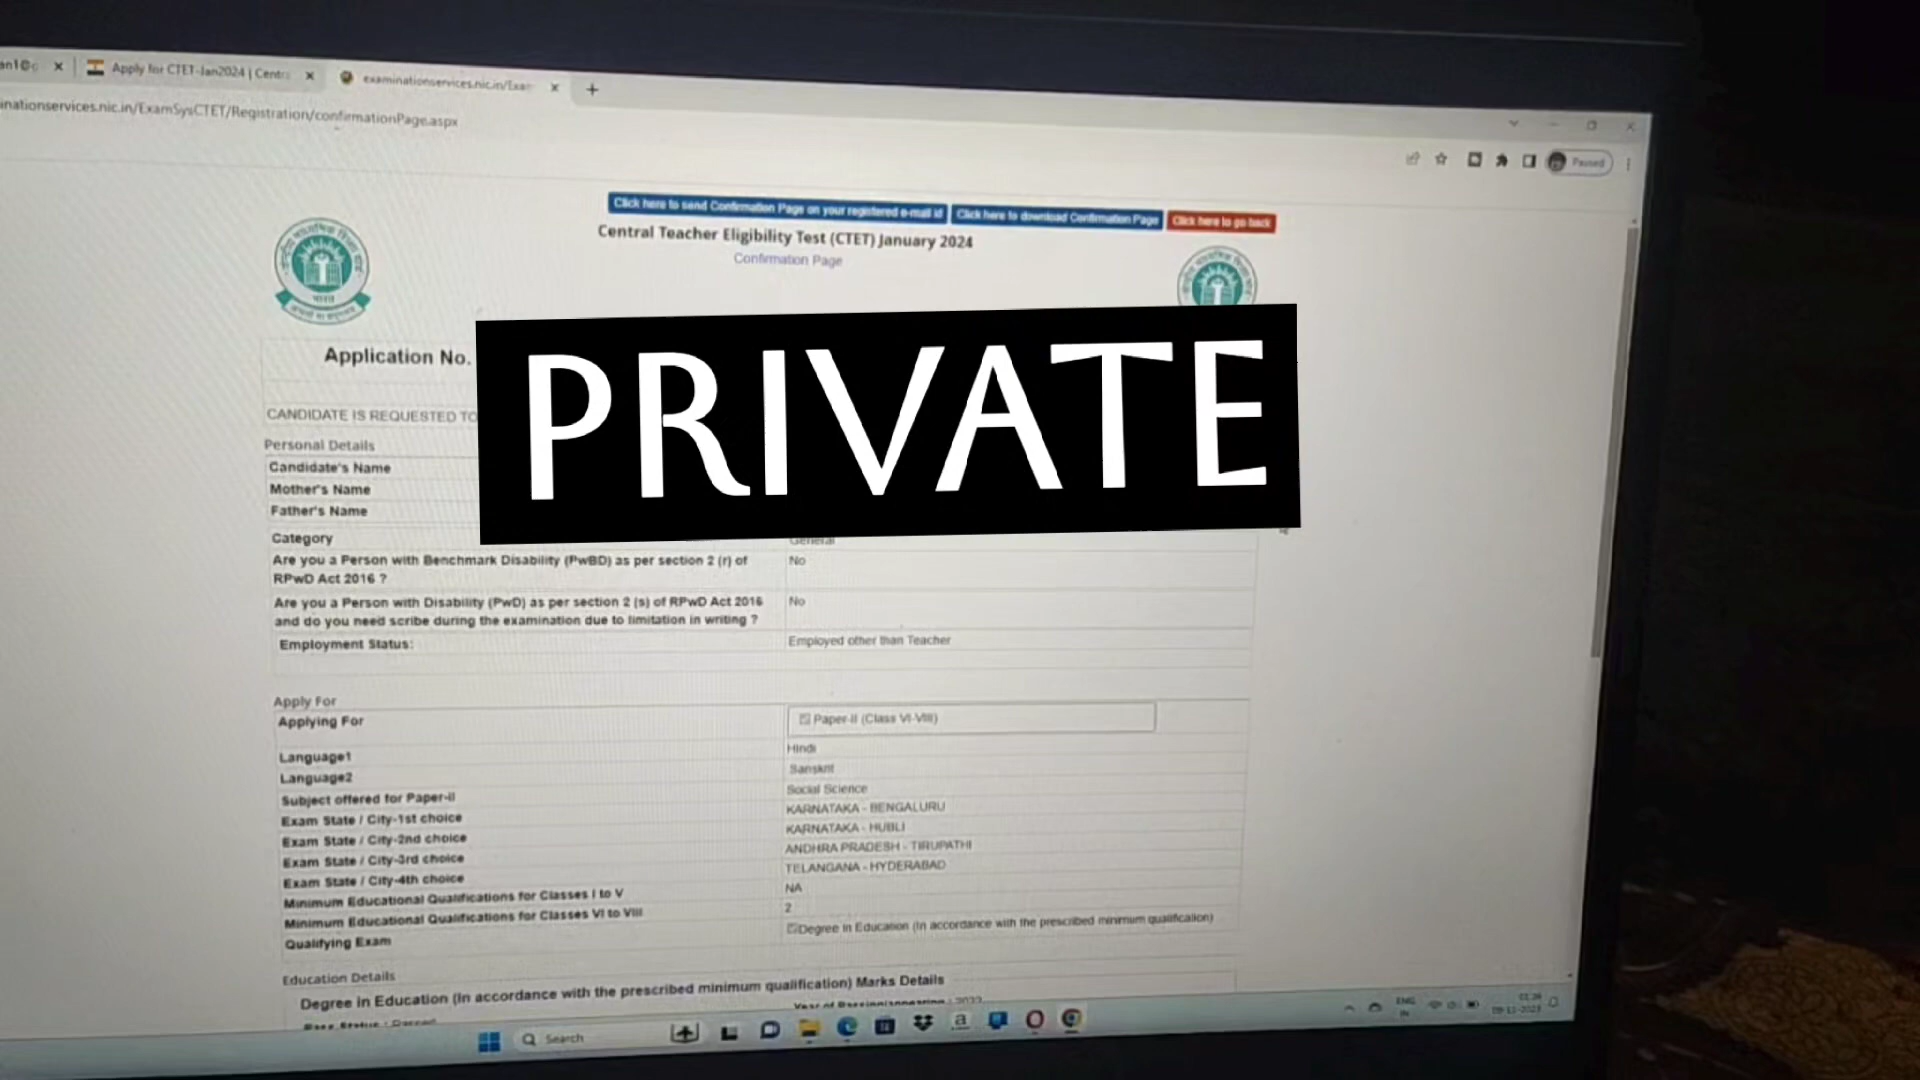 Apply for CTET-Jan2024 | Centr
examinationservices.nic.in/Exam
inationservices.nic.in/ExamSysCTET/Registration/confirmationPage.aspx
Paused
Click here to send Confirmation Page on your registered e-mail id
Click here to download Confirmation Page
Click here to go back
Central Teacher Eligibility Test (CTET) January 2024
Confirmation Page
भारत
Application No.
PRIVATE
CANDIDATE IS REQUESTED TO
Personal Details
Candidate's Name
Mother's Name
Father's Name
Category General
Are you a Person with Benchmark Disability (PwBD) as per section 2 (r) of No
RPwD Act 2016 ?
Are you a Person with Disability (PwD) as per section 2 (s) of RPwD Act 2016 No
and do you need scribe during the examination due to limitation in writing ?
Employment Status: Employed other than Teacher
Apply For
Applying For Paper-II (Class VI-VIII)
Language1 Hindi
Language2 Sanskrit
Subject offered for Paper-II Social Science
Exam State / City-1st choice KARNATAKA - BENGALURU
Exam State / City-2nd choice KARNATAKA - HUBLI
Exam State / City-3rd choice ANDHRA PRADESH - TIRUPATHI
Exam State / City-4th choice TELANGANA - HYDERABAD
Minimum Educational Qualifications for Classes I to V NA
Minimum Educational Qualifications for Classes VI to VIII 2
Qualifying Exam Degree in Education (In accordance with the prescribed minimum qualification)
Education Details
Degree in Education (In accordance with the prescribed minimum qualification) Marks Details
Search
ENG
IN